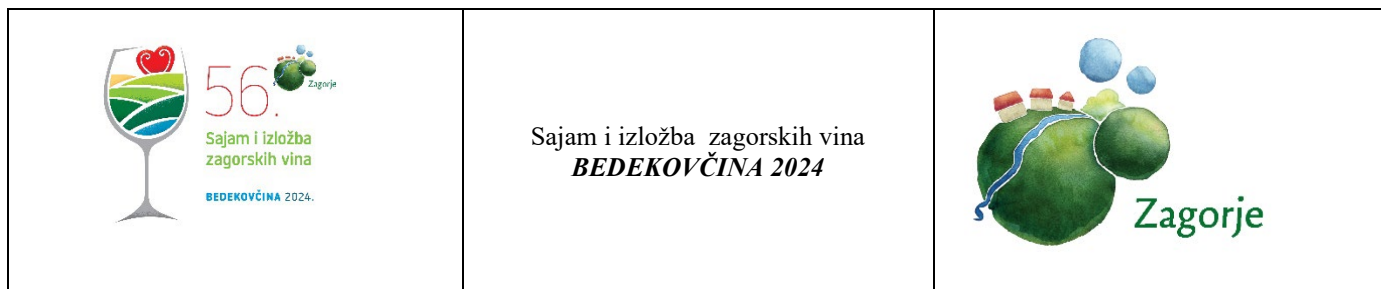 56.
Zagorje
Sajam i izložba
zagorskih vina
BEDEKOVČINA 2024.
Sajam i izložba  zagorskih vina
BEDEKOVČINA 2024
Zagorje